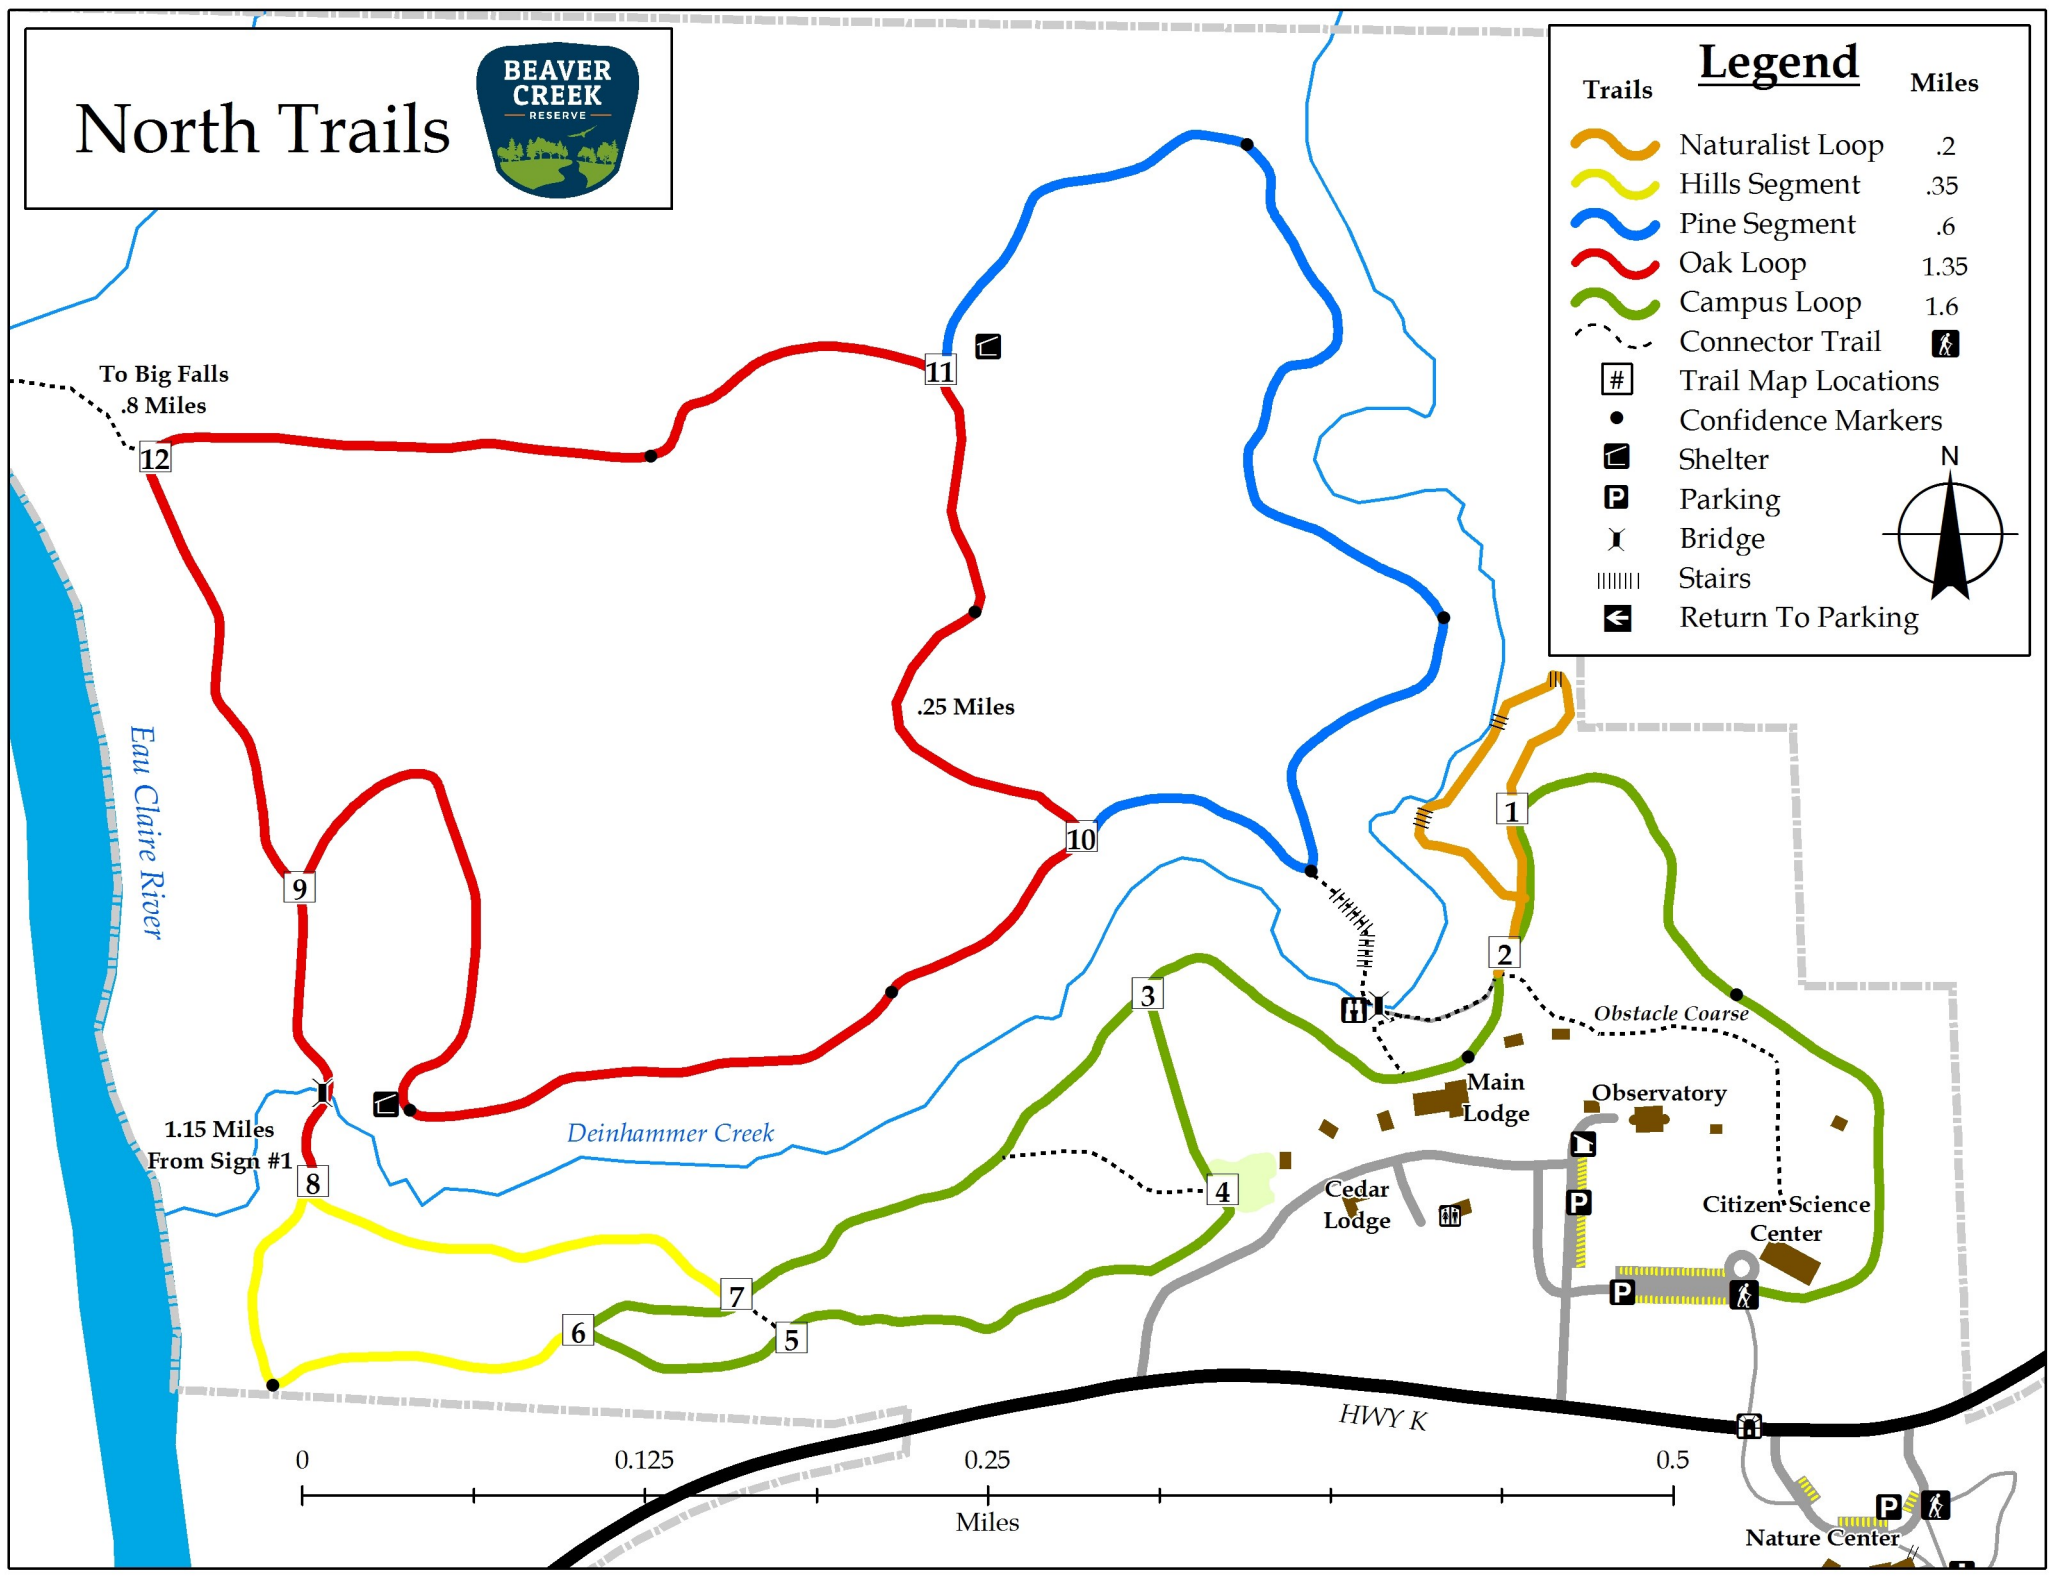 North Trails
BEAVER
CREEK
RESERVE
Legend
Trails
Miles
Naturalist Loop .2
Hills Segment .35
Pine Segment .6
Oak Loop 1.35
Campus Loop 1.6
Connector Trail
# Trail Map Locations
Confidence Markers
Shelter
P Parking
Bridge
Stairs
Return To Parking
N
To Big Falls
.8 Miles
12
11
.25 Miles
Eau Claire River
1
10
9
2
3
Obstacle Coarse
Main
Lodge
Observatory
1.15 Miles
From Sign #1
Deinhammer Creek
8
4
Cedar
Lodge
P
Citizen Science
Center
7
P
6
5
HWY K
0
0.125
0.25
0.5
Miles
P
Nature Center